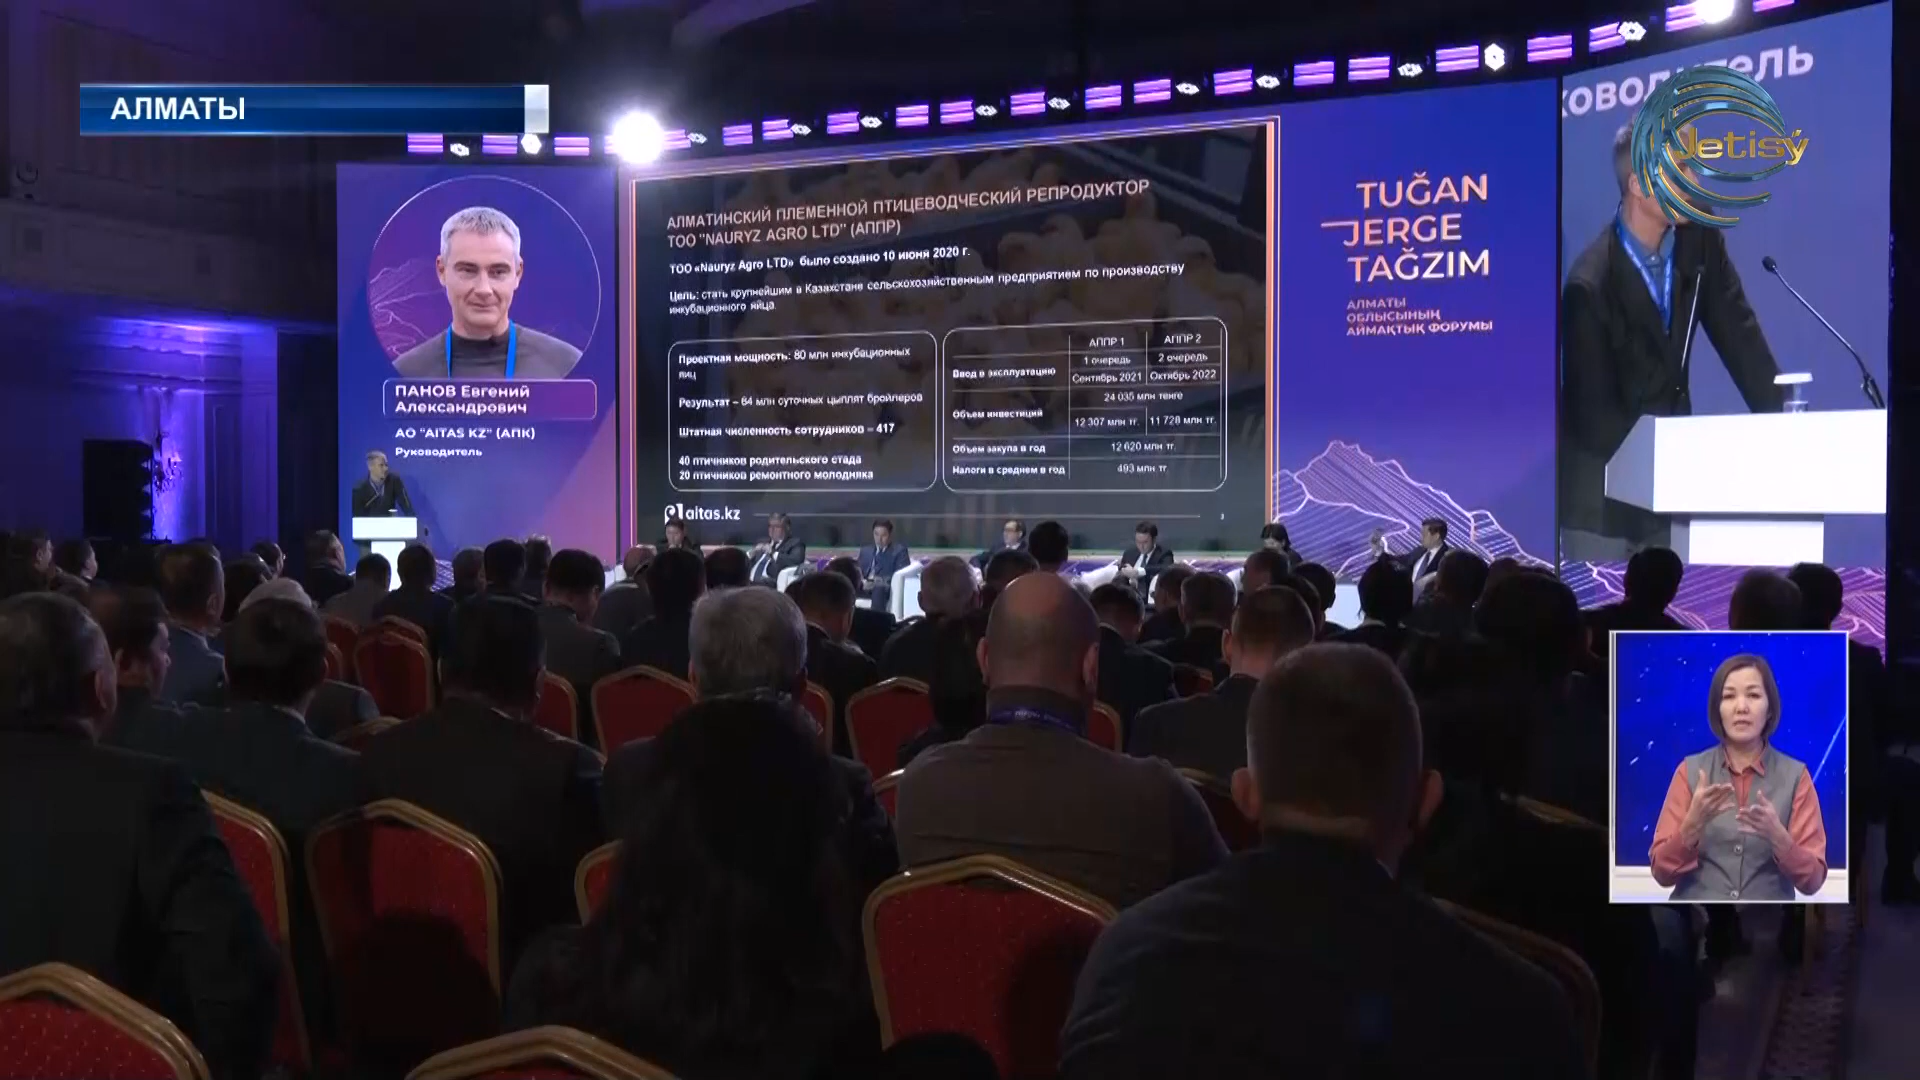 АЛМАТЫ
ководитель
Jetisý
ПАНОВ Евгений
Александрович
АО "AITAS KZ" (АПК)
Руководитель
АЛМАТИНСКИЙ ПЛЕМЕННОЙ ПТИЦЕВОДЧЕСКИЙ РЕПРОДУКТОР
ТОО "NAURYZ AGRO LTD" (АППР)
ТОО «Nauryz Agro LTD» было создано 10 июня 2020 г.
Цель: стать крупнейшим в Казахстане сельскохозяйственным предприятием по производству
инкубационного яйца.
Проектная мощность: 80 млн инкубационных
яиц
Результат – 64 млн суточных цыплят бройлеров
Штатная численность сотрудников – 417
40 птичников родительского стада
20 птичников ремонтного молодняка
АППР 1 АППР 2
Ввод в эксплуатацию 1 очередь 2 очередь
Сентябрь 2021 Октябрь 2022
Объем инвестиций 24 035 млн тенге
12 307 млн тг. 11 728 млн тг.
Объем закупа в год 12 620 млн тг.
Налоги в среднем в год 493 млн тг.
aitas.kz
3
TUĞAN
JERGE
TAĞZIM
АЛМАТЫ
ОБЛЫСЫНЫҢ
АЙМАҚТЫҚ ФОРУМЫ